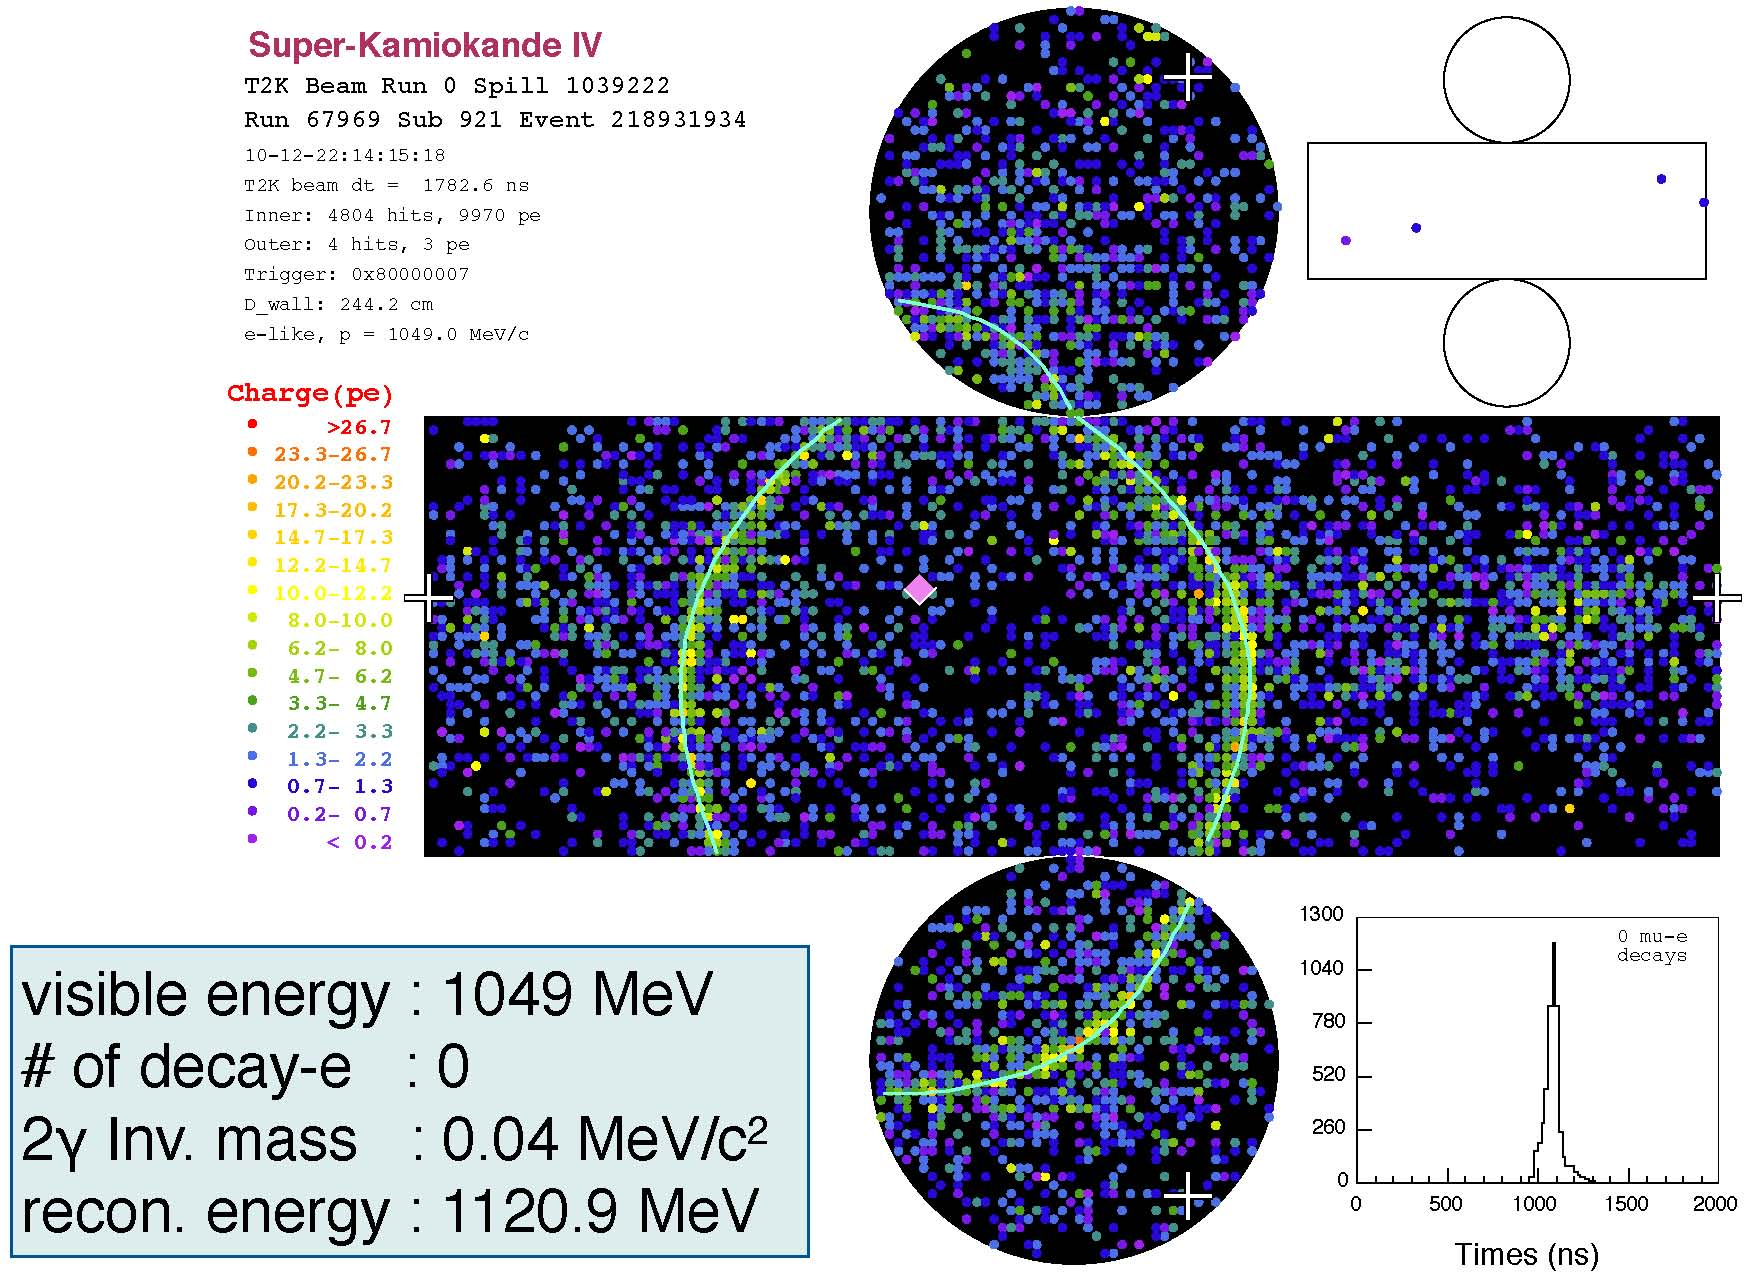 Super-Kamiokande IV
T2K Beam Run 0 Spill 1039222
Run 67969 Sub 921 Event 218931934
10-12-22:14:15:18
T2K beam dt =  1782.6 ns
Inner: 4804 hits, 9970 pe
Outer: 4 hits, 3 pe
Trigger: 0x80000007
D_wall: 244.2 cm
e-like, p = 1049.0 MeV/c
Charge(pe)
>26.7
23.3-26.7
20.2-23.3
17.3-20.2
14.7-17.3
12.2-14.7
10.0-12.2
8.0-10.0
6.2- 8.0
4.7- 6.2
3.3- 4.7
2.2- 3.3
1.3- 2.2
0.7- 1.3
0.2- 0.7
< 0.2
visible energy : 1049 MeV
# of decay-e : 0
2γ Inv. mass : 0.04 MeV/c²
recon. energy : 1120.9 MeV
1300
1040
780
520
260
0
0 mu-e
decays
0 500 1000 1500 2000
Times (ns)